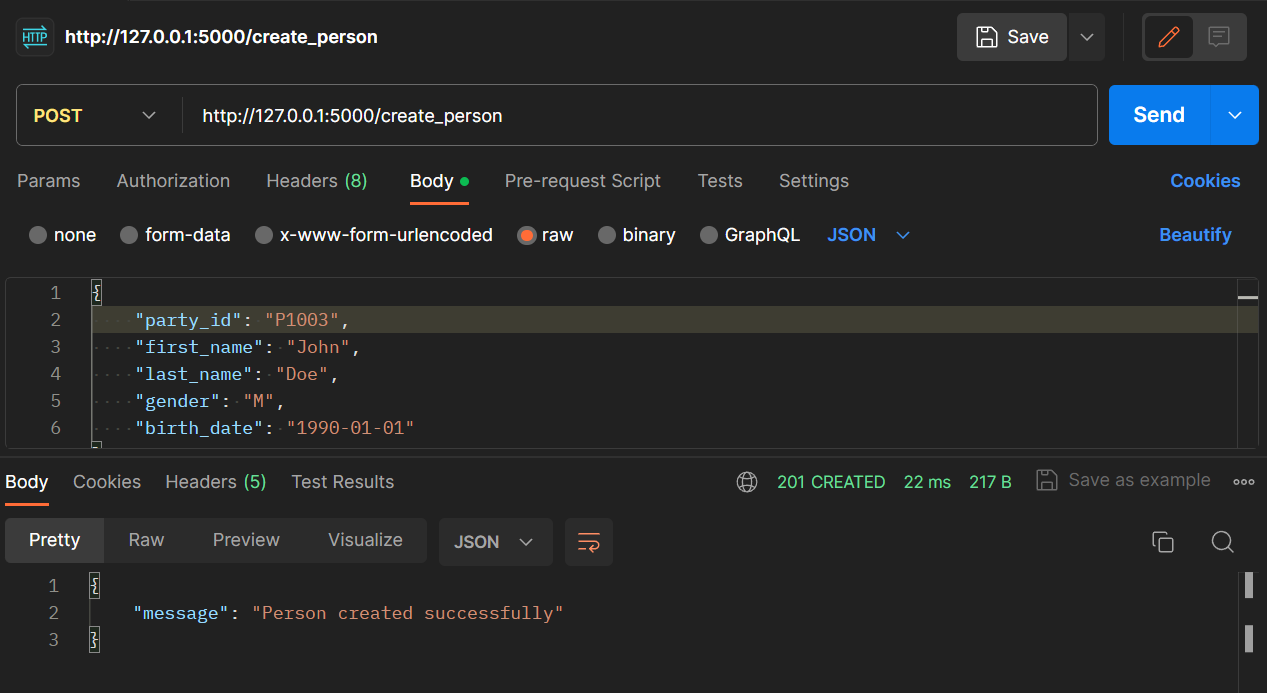 HTTP http://127.0.0.1:5000/create_person Save
POST http://127.0.0.1:5000/create_person Send
Params Authorization Headers (8) Body Pre-request Script Tests Settings Cookies
none form-data x-www-form-urlencoded raw binary GraphQL JSON Beautify
1 {
2 "party_id": "P1003",
3 "first_name": "John",
4 "last_name": "Doe",
5 "gender": "M",
6 "birth_date": "1990-01-01"
Body Cookies Headers (5) Test Results 201 CREATED 22 ms 217 B Save as example
Pretty Raw Preview Visualize JSON
1 {
2 "message": "Person created successfully"
3 }